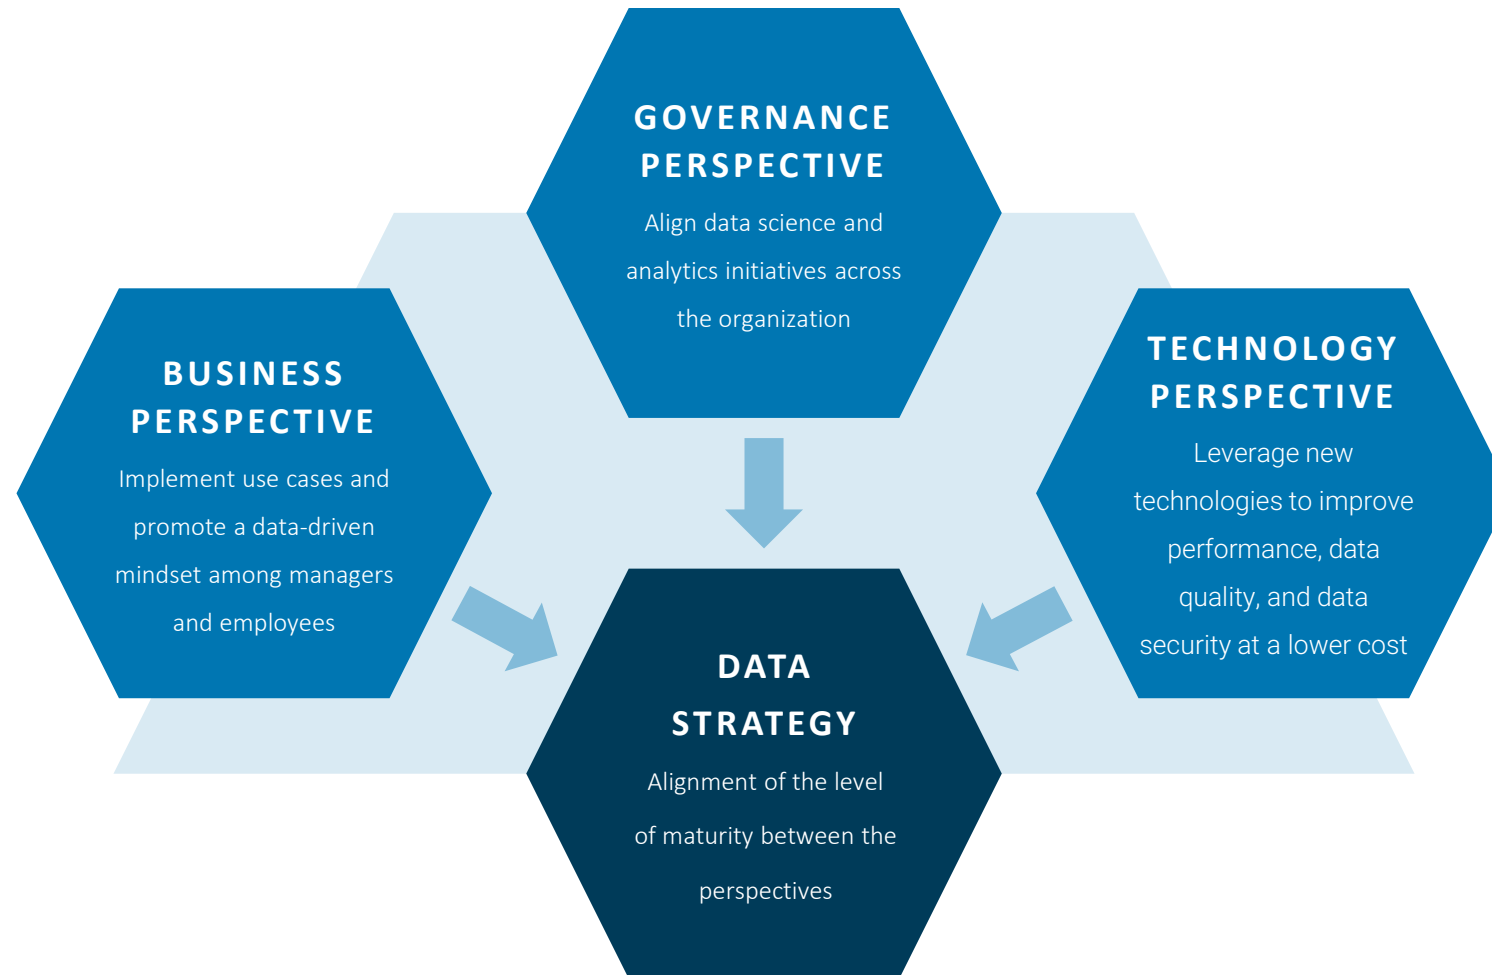 GOVERNANCE
PERSPECTIVE
Align data science and
analytics initiatives across
the organization
BUSINESS
PERSPECTIVE
Implement use cases and
promote a data-driven
mindset among managers
and employees
TECHNOLOGY
PERSPECTIVE
Leverage new
technologies to improve
performance, data
quality, and data
security at a lower cost
DATA
STRATEGY
Alignment of the level
of maturity between the
perspectives